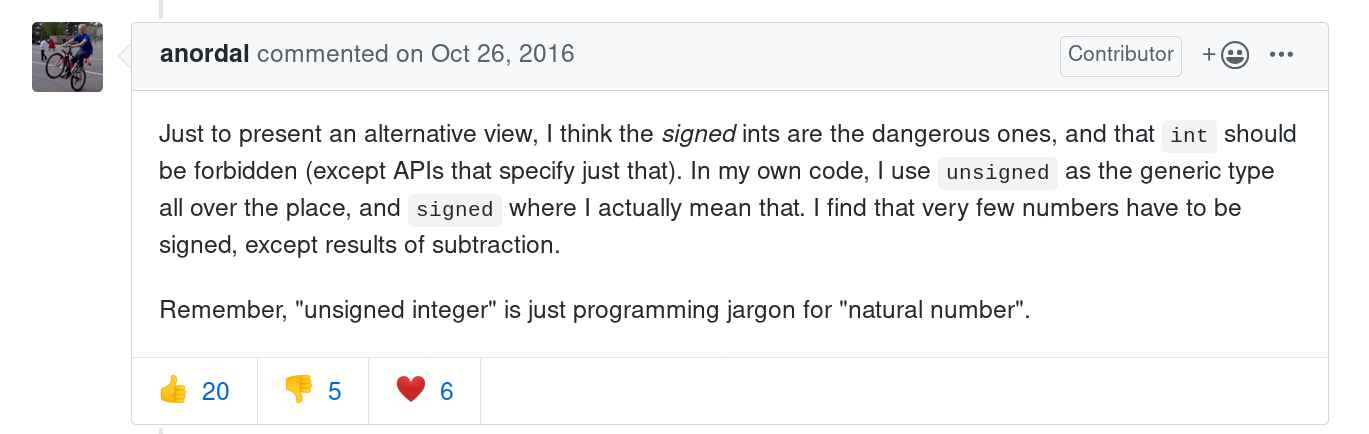 anordal commented on Oct 26, 2016
Contributor
+
Just to present an alternative view, I think the signed ints are the dangerous ones, and that int should
be forbidden (except APIs that specify just that). In my own code, I use unsigned as the generic type
all over the place, and signed where I actually mean that. I find that very few numbers have to be
signed, except results of subtraction.
Remember, "unsigned integer" is just programming jargon for "natural number".
👍 20 👎 5 ❤️ 6